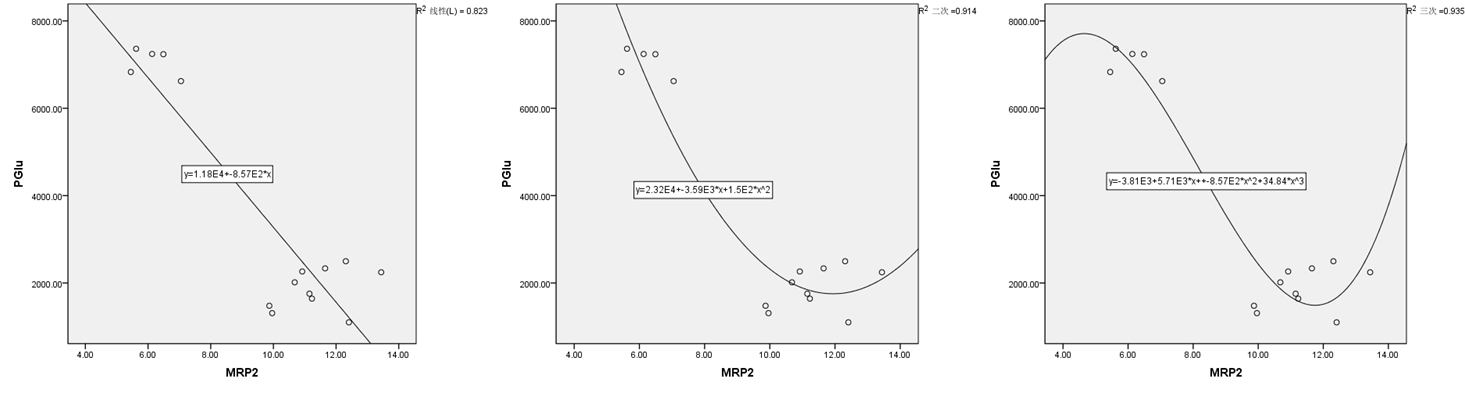 R² 线性(L) = 0.823
8000.00
6000.00
4000.00
2000.00
PGlu
y=1.18E4+-8.57E2*x
4.00 6.00 8.00 10.00 12.00 14.00
MRP2
R² 二次 =0.914
8000.00
6000.00
4000.00
2000.00
PGlu
y=2.32E4+-3.59E3*x+1.5E2*x^2
4.00 6.00 8.00 10.00 12.00 14.00
MRP2
R² 三次 =0.935
8000.00
6000.00
4000.00
2000.00
PGlu
y=-3.81E3+5.71E3*x++-8.57E2*x^2+34.84*x^3
4.00 6.00 8.00 10.00 12.00 14.00
MRP2